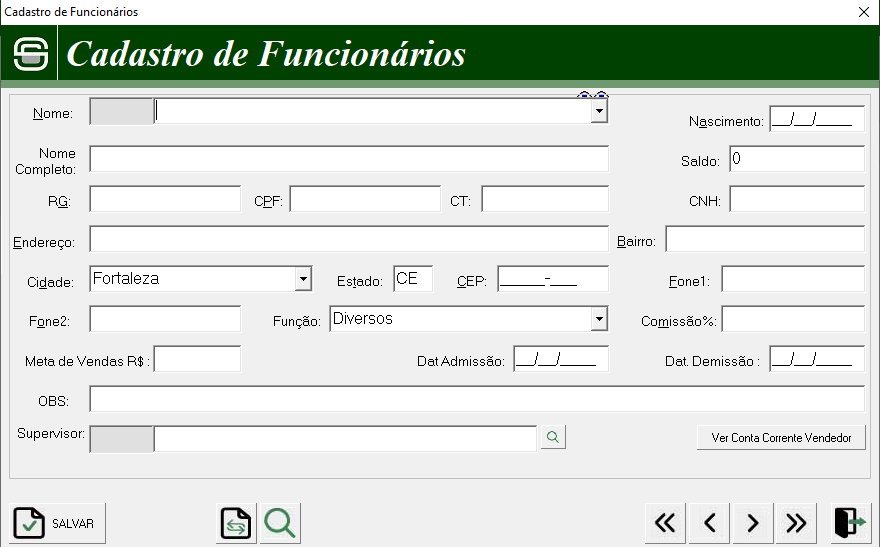 Cadastro de Funcionários
Cadastro de Funcionários
Nome:
Nascimento: __/__/____
Nome Completo:
Saldo: 0
RG: CPF: CT: CNH:
Endereço: Bairro:
Cidade: Fortaleza Estado: CE CEP: _____-___ Fone1:
Fone2: Função: Diversos Comissão%:
Meta de Vendas R$ : Dat Admissão: __/__/____ Dat. Demissão : __/__/____
OBS:
Supervisor: Ver Conta Corrente Vendedor
SALVAR